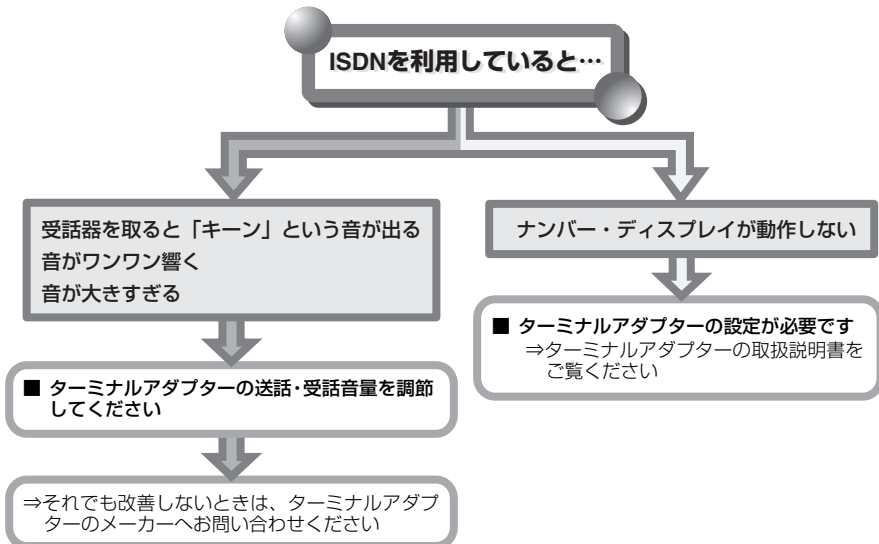 ISDNを利用していると…
受話器を取ると「キーン」という音が出る
音がワンワン響く
音が大きすぎる
■ ターミナルアダプターの送話・受話音量を調節
してください
⇒それでも改善しないときは、ターミナルアダプ
ターのメーカーへお問い合わせください
ナンバー・ディスプレイが動作しない
■ ターミナルアダプターの設定が必要です
⇒ターミナルアダプターの取扱説明書を
ご覧ください